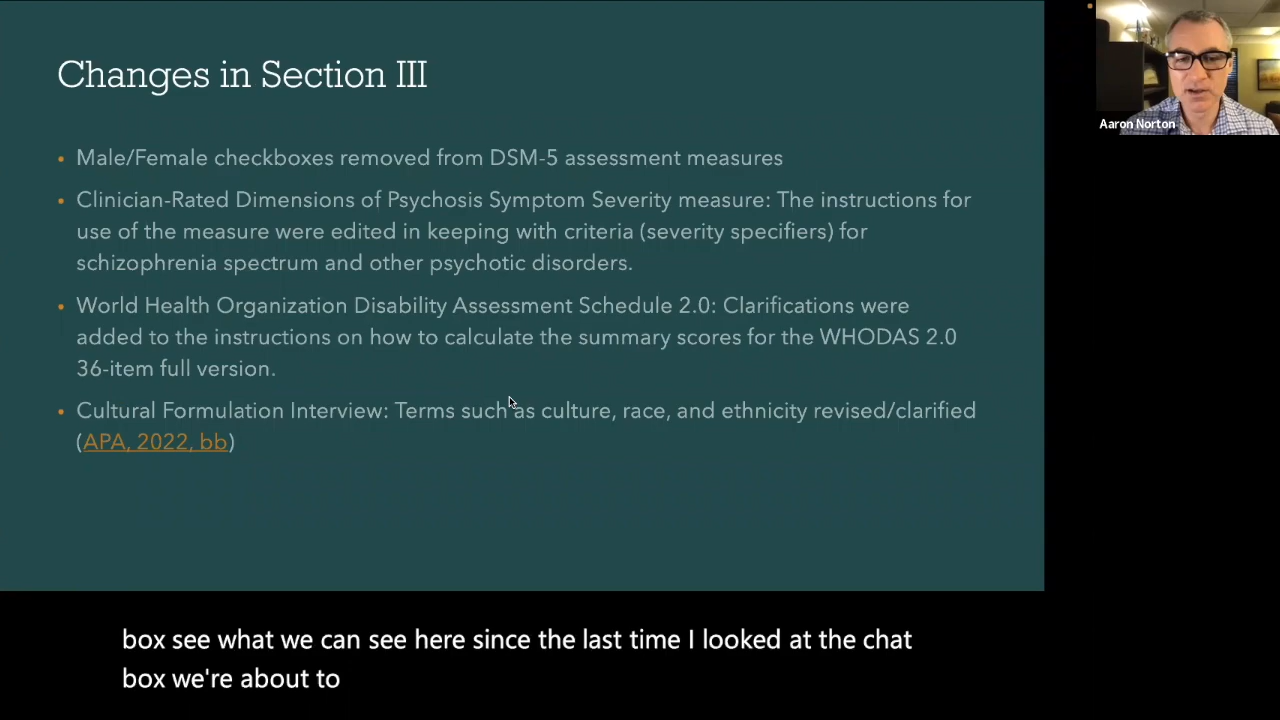 Changes in Section III
• Male/Female checkboxes removed from DSM-5 assessment measures
• Clinician-Rated Dimensions of Psychosis Symptom Severity measure: The instructions for
use of the measure were edited in keeping with criteria (severity specifiers) for
schizophrenia spectrum and other psychotic disorders.
• World Health Organization Disability Assessment Schedule 2.0: Clarifications were
added to the instructions on how to calculate the summary scores for the WHODAS 2.0
36-item full version.
• Cultural Formulation Interview: Terms such as culture, race, and ethnicity revised/clarified
(APA, 2022, bb)
Aaron Norton
box see what we can see here since the last time I looked at the chat
box we're about to